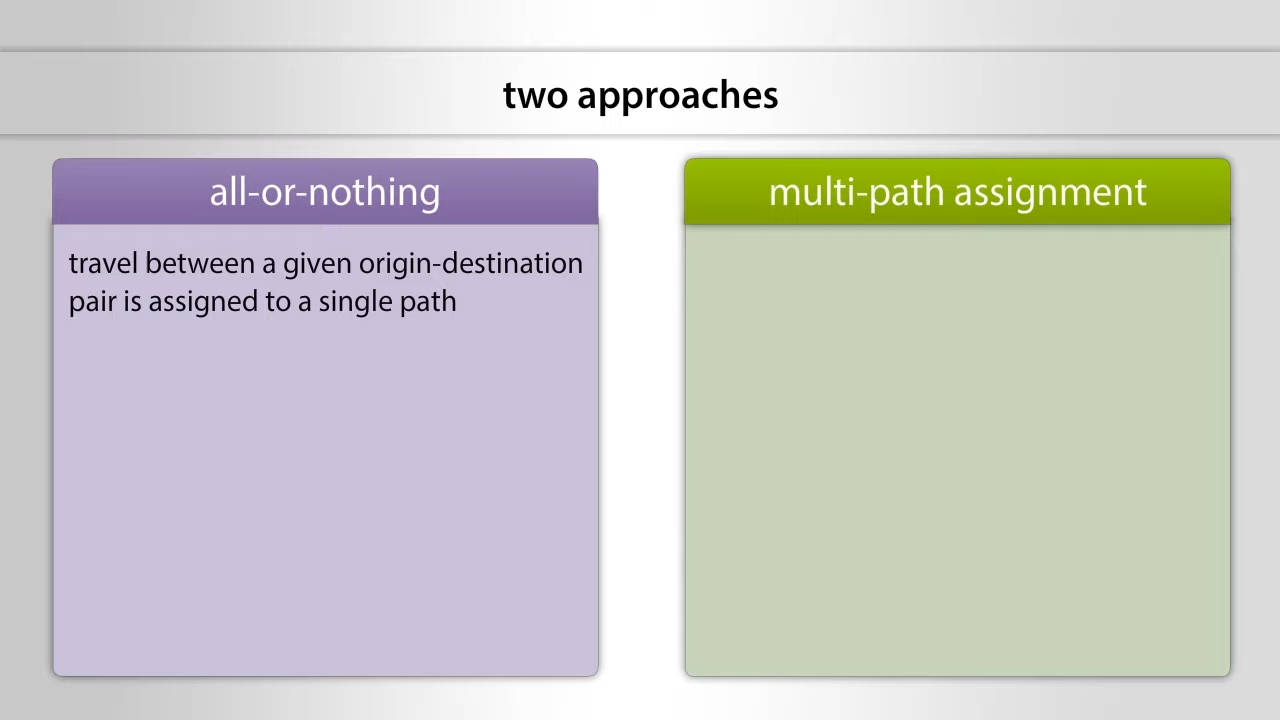 two approaches
all-or-nothing
travel between a given origin-destination
pair is assigned to a single path
multi-path assignment